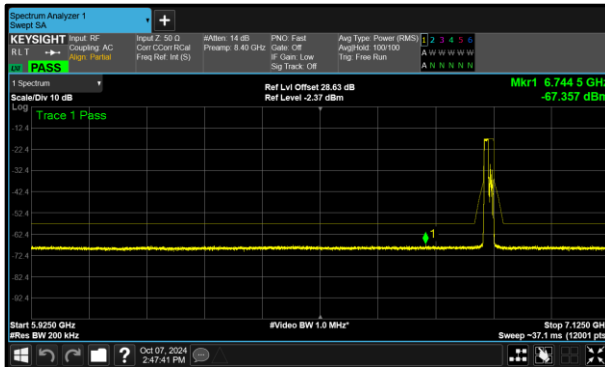 Spectrum Analyzer 1
Swept SA
KEYSIGHT Input: RF Input Z: 50 Ω #Atten: 14 dB PNO: Fast Avg Type: Power (RMS) 1 2 3 4 5 6
RLT Coupling: AC Corr CCorr RCal Preamp: 8.40 GHz Gate: Off Avg|Hold: 100/100 A W W W W W
Align: Partial Freq Ref: Int (S) IF Gain: Low Trig: Free Run
LW PASS Sig Track: Off A N N N N N
1 Spectrum Ref Lvl Offset 28.63 dB Mkr1 6.744 5 GHz
Scale/Div 10 dB Ref Level -2.37 dBm -67.357 dBm
Log
Trace 1 Pass
-12.4
-22.4
-32.4
-42.4
-52.4
1
-62.4
-72.4
-82.4
-92.4
Start 5.9250 GHz #Video BW 1.0 MHz* Stop 7.1250 GHz
#Res BW 200 kHz Sweep ~37.1 ms (12001 pts)
? Oct 07, 2024
2:47:41 PM